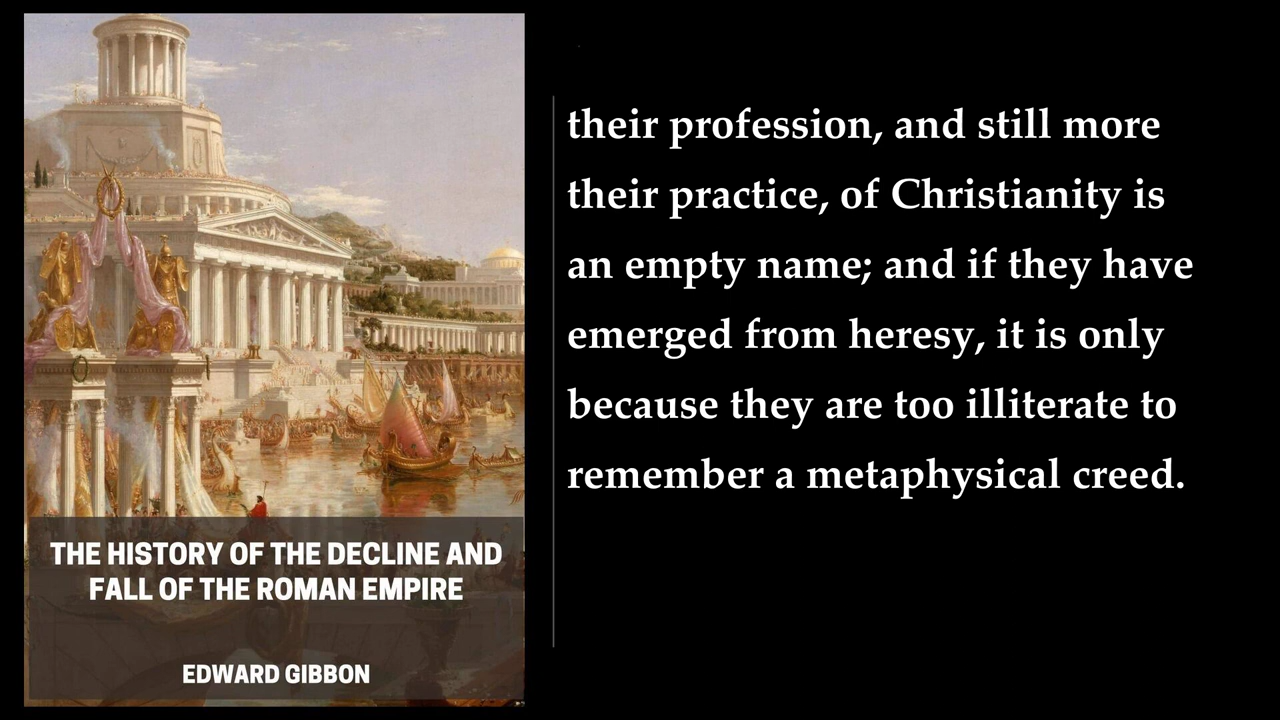 THE HISTORY OF THE DECLINE AND
FALL OF THE ROMAN EMPIRE
EDWARD GIBBON
their profession, and still more
their practice, of Christianity is
an empty name; and if they have
emerged from heresy, it is only
because they are too illiterate to
remember a metaphysical creed.